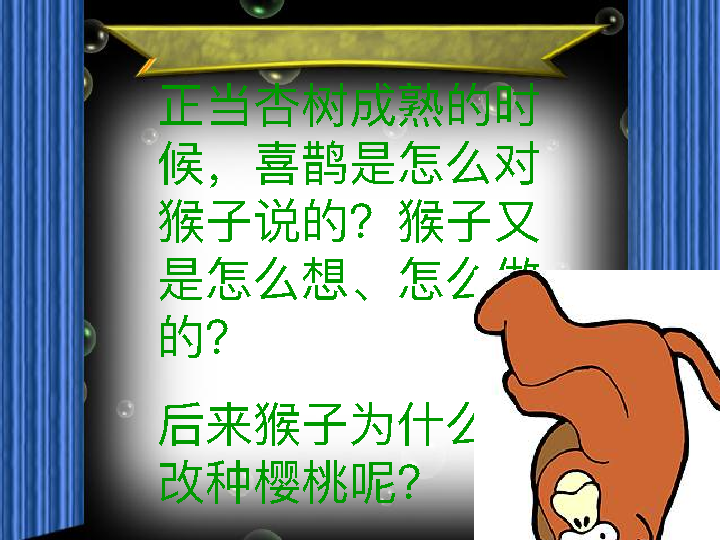 正当杏树成熟的时
候，喜鹊是怎么对
猴子说的？猴子又
是怎么想、怎么做
的？
后来猴子为什么
改种樱桃呢？